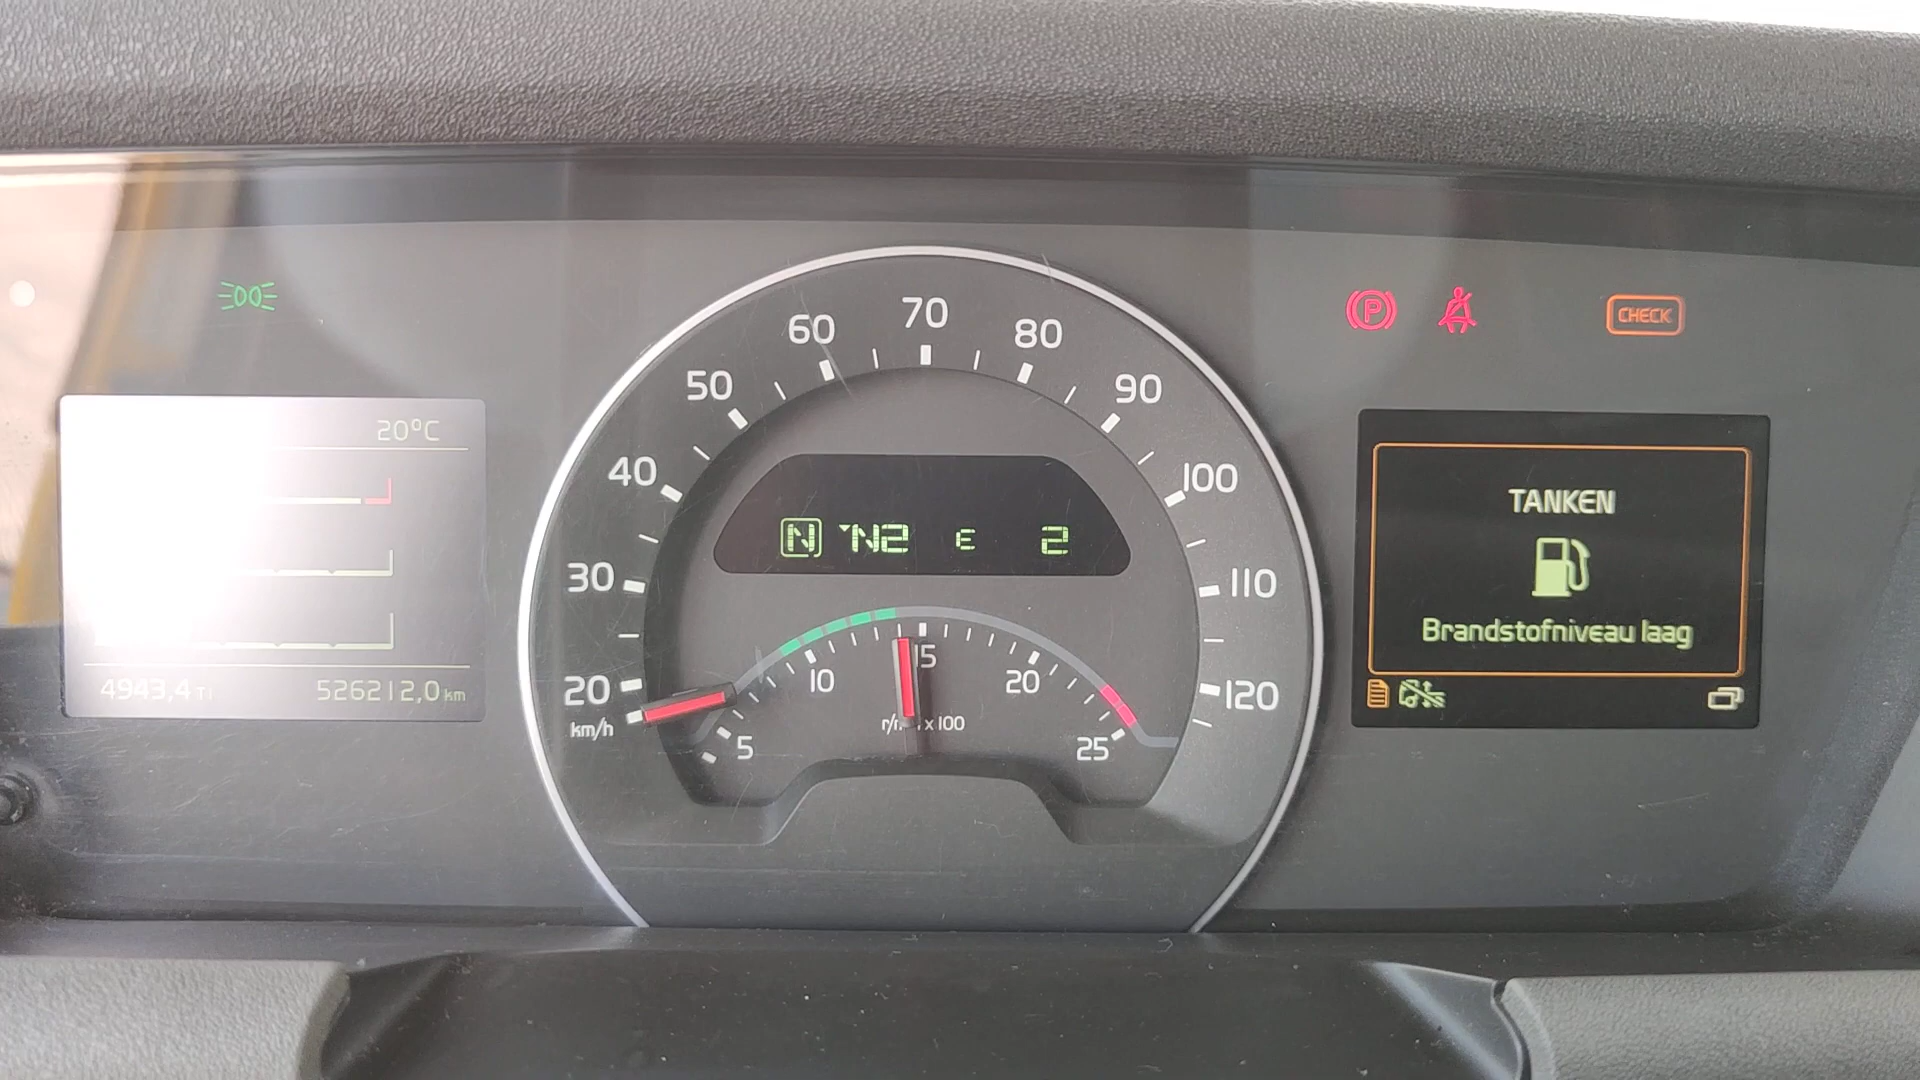 20°C
4943,4 T1
526212,0 km
20
30
40
50
60
70
80
90
100
110
120
km/h
N N2 E 2
5
10
15
20
25
x 100
P
CHECK
TANKEN
Brandstofniveau laag